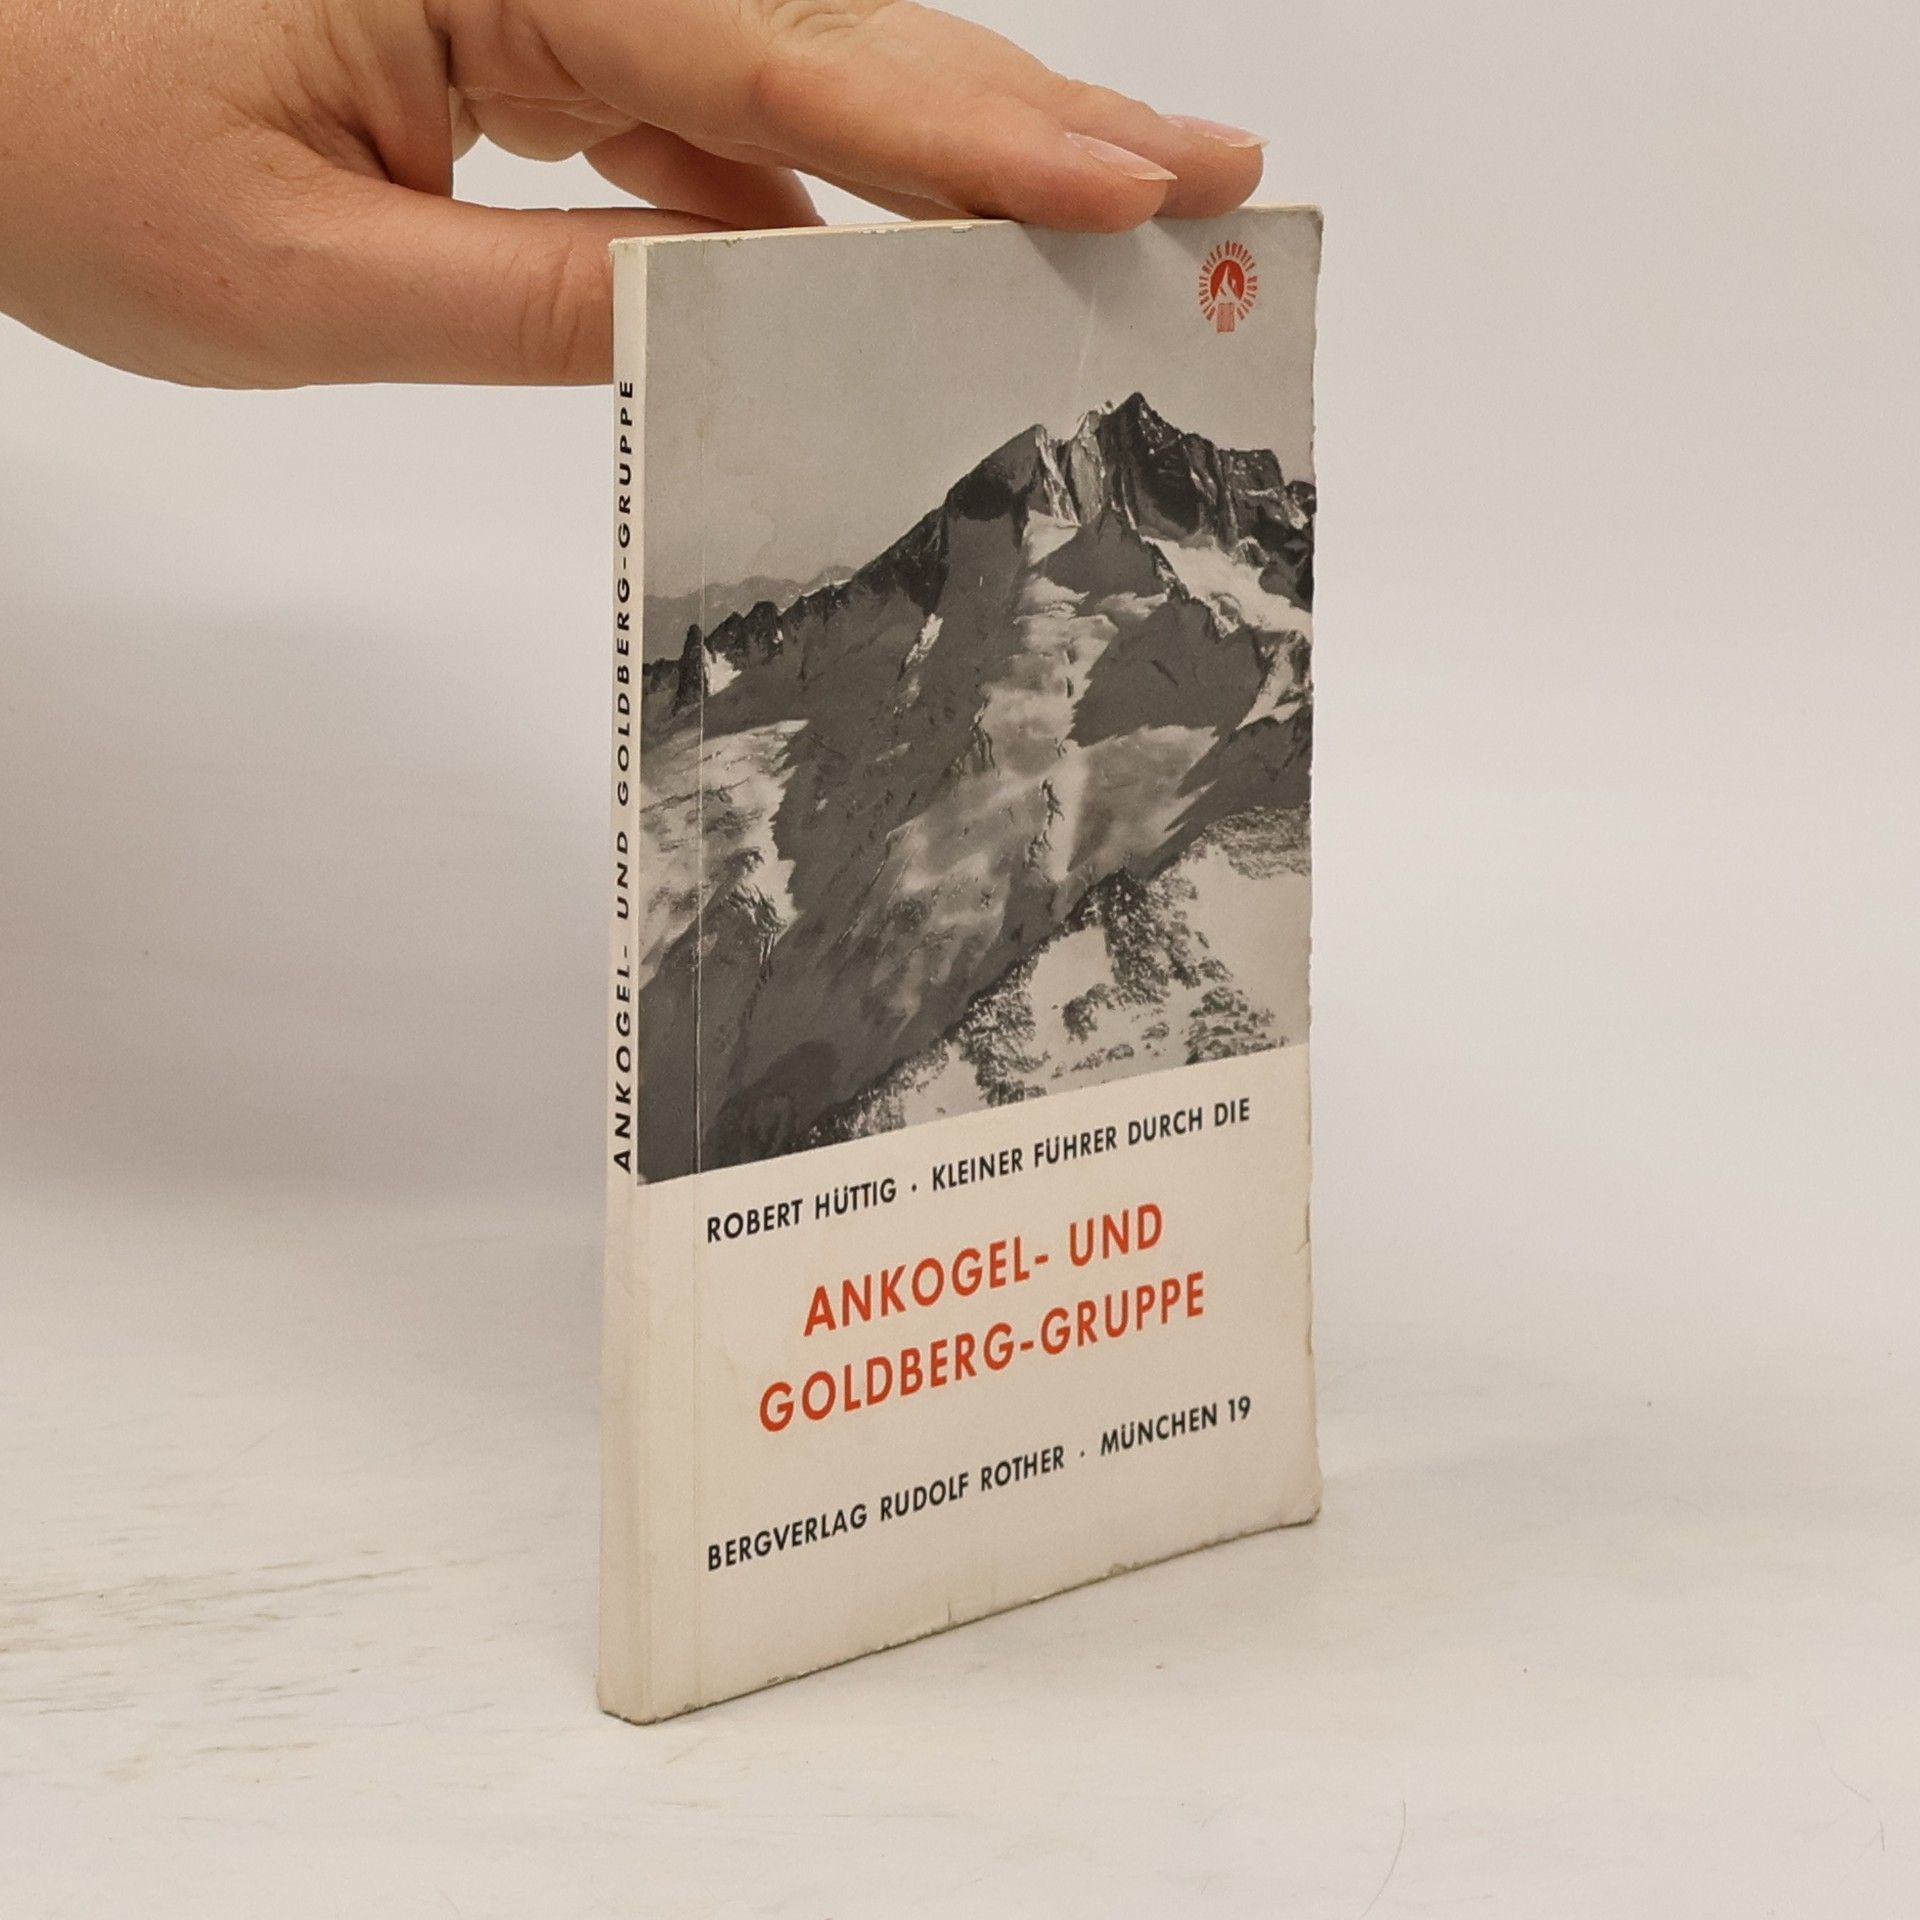 ANKOGEL- UND GOLDBERG-GRUPPE
ROBERT HÜTTIG · KLEINER FÜHRER DURCH DIE
ANKOGEL- UND
GOLDBERG-GRUPPE
BERGVERLAG RUDOLF ROTHER · MÜNCHEN 19